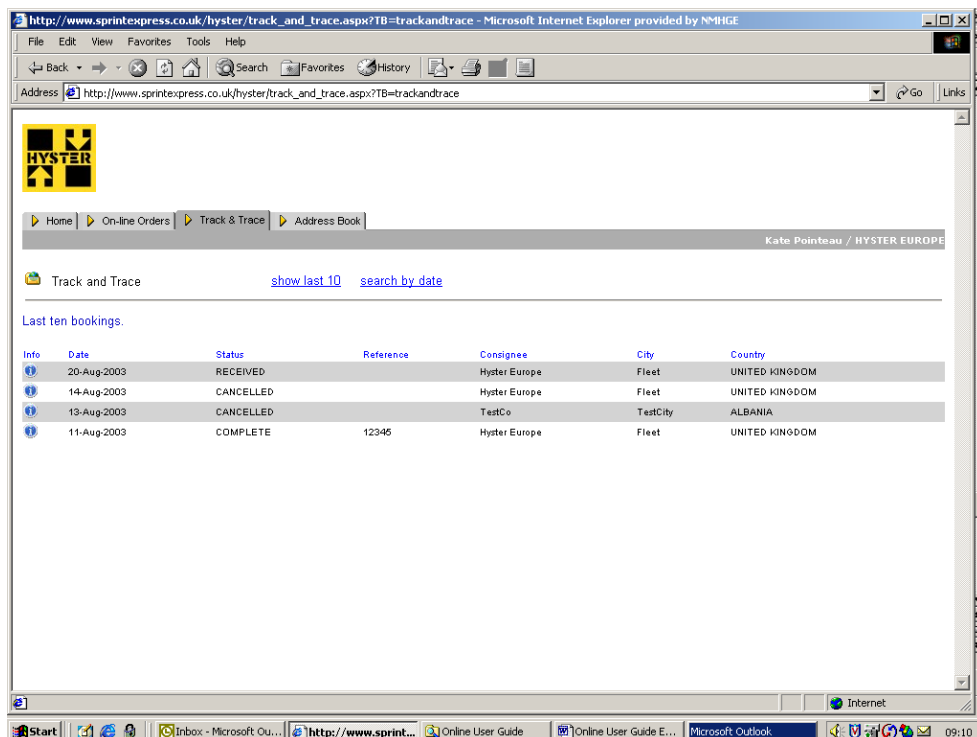 http://www.sprintexpress.co.uk/hyster/track_and_trace.aspx?TB=trackandtrace - Microsoft Internet Explorer provided by NMHGE
File Edit View Favorites Tools Help
Back Search Favorites History
Address http://www.sprintexpress.co.uk/hyster/track_and_trace.aspx?TB=trackandtrace Go Links
HYSTER
Home On-line Orders Track & Trace Address Book
Kate Pointeau / HYSTER EUROPE
Track and Trace show last 10 search by date
Last ten bookings.
Info Date Status Reference Consignee City Country
20-Aug-2003 RECEIVED Hyster Europe Fleet UNITED KINGDOM
14-Aug-2003 CANCELLED Hyster Europe Fleet UNITED KINGDOM
13-Aug-2003 CANCELLED TestCo TestCity ALBANIA
11-Aug-2003 COMPLETE 12345 Hyster Europe Fleet UNITED KINGDOM
Internet
Start Inbox - Microsoft Ou... http://www.sprint... Online User Guide Online User Guide E... Microsoft Outlook 09:10